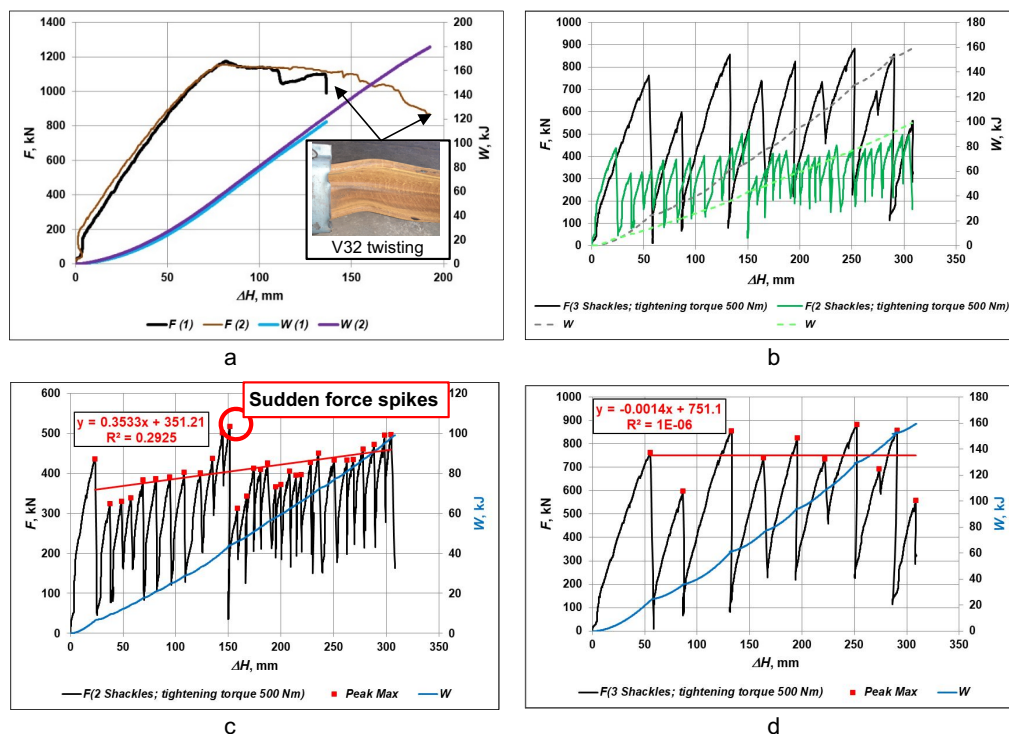 1400
1200
1000
800
600
400
200
0
F, kN
200
180
160
140
120
100
80
60
40
20
0
W, kJ
V32 twisting
0 50 100 150 200
ΔH, mm
F (1) F (2) W (1) W (2)
a
1000
900
800
700
600
500
400
300
200
100
0
F, kN
180
160
140
120
100
80
60
40
20
0
W, kJ
0 50 100 150 200 250 300 350
ΔH, mm
F(3 Shackles; tightening torque 500 Nm) F(2 Shackles; tightening torque 500 Nm)
W W
b
600
500
400
300
200
100
0
F, kN
Sudden force spikes
y = 0.3533x + 351.21
R² = 0.2925
120
100
80
60
40
20
0
W, kJ
0 50 100 150 200 250 300 350
ΔH, mm
F(2 Shackles; tightening torque 500 Nm) Peak Max W
c
1000
900
800
700
600
500
400
300
200
100
0
F, kN
y = -0.0014x + 751.1
R² = 1E-06
180
160
140
120
100
80
60
40
20
0
W, kJ
0 50 100 150 200 250 300 350
ΔH, mm
F(3 Shackles; tightening torque 500 Nm) Peak Max W
d